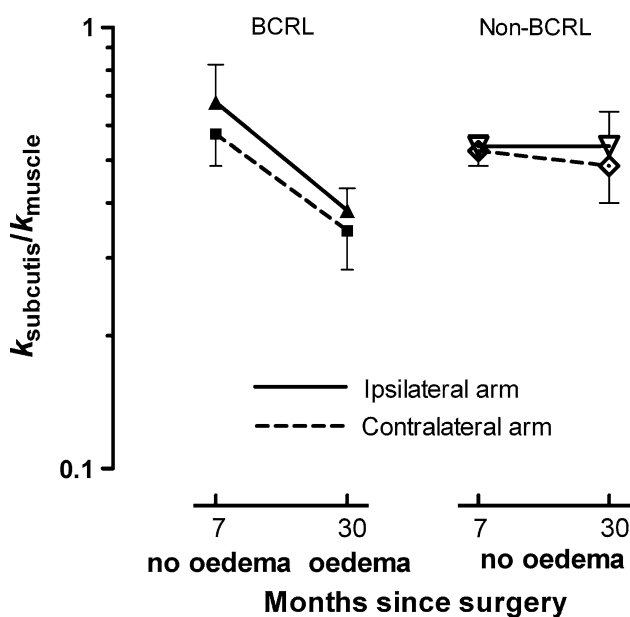 BCRL Non-BCRL
1
ksubcutis/kmuscle
0.1
Ipsilateral arm
Contralateral arm
7 30 7 30
no oedema oedema no oedema
Months since surgery